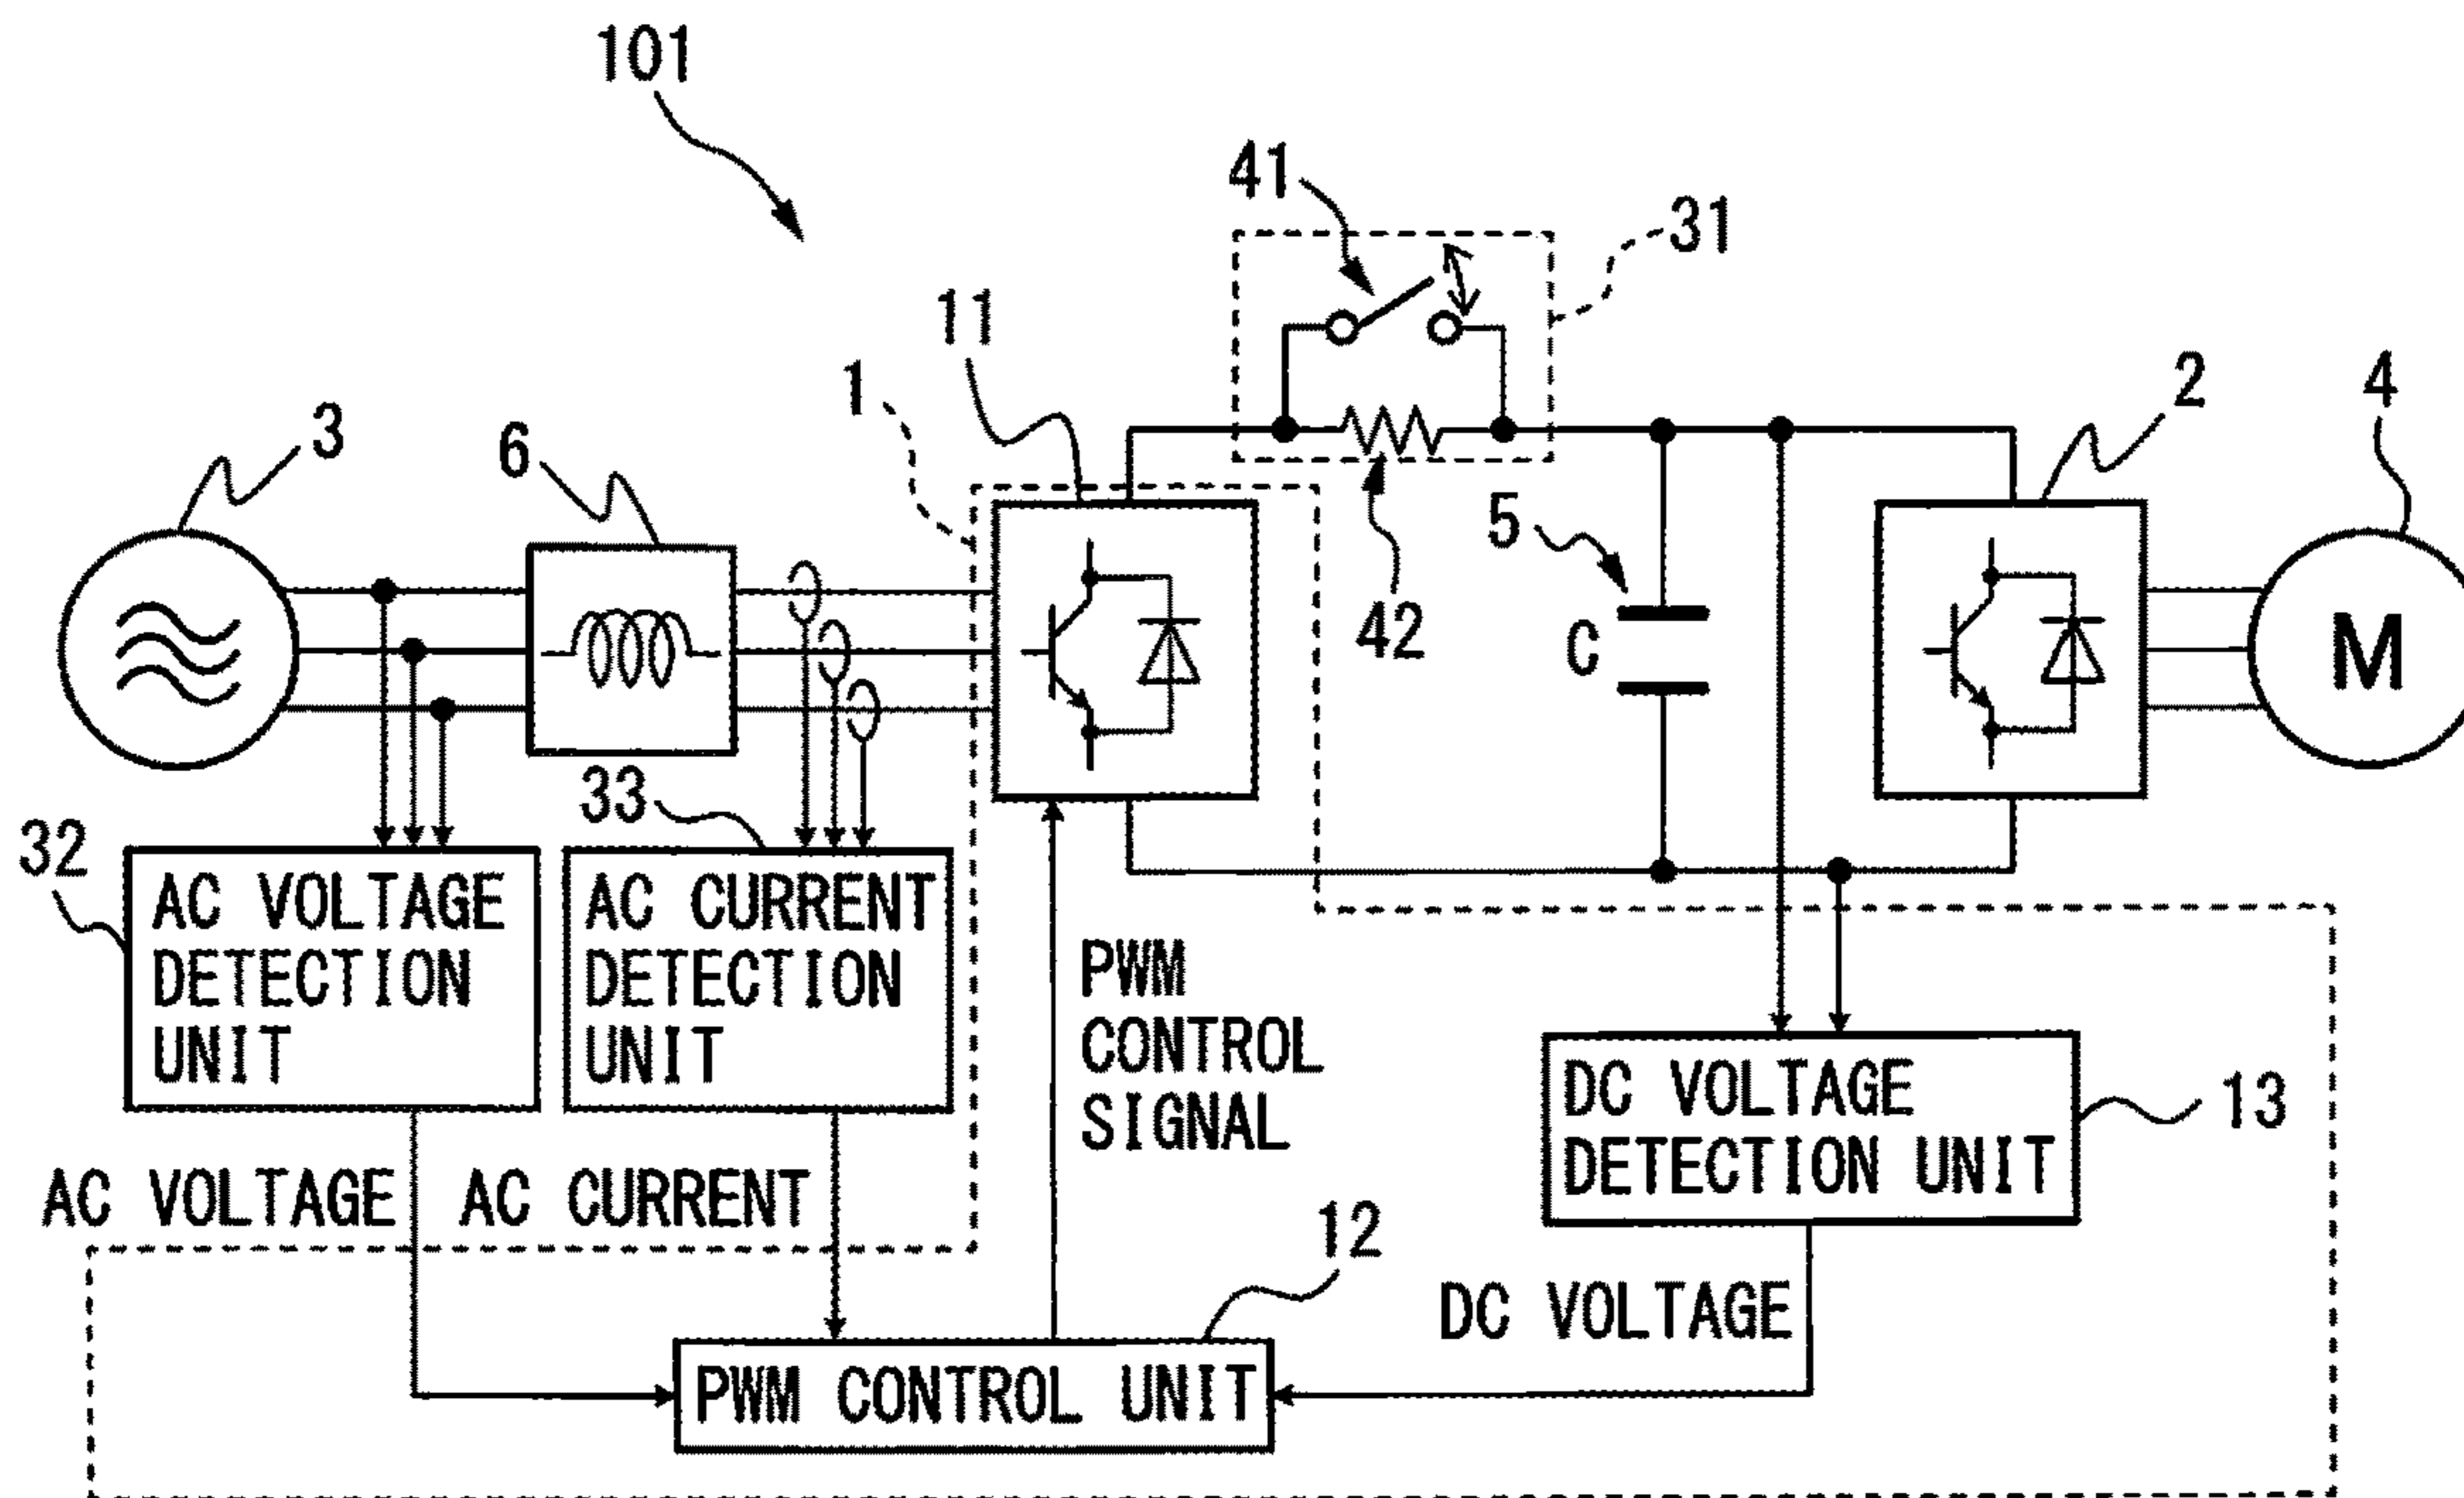 101
41
31
11
1
2
4
3
6
5
42
C
M
33
32
AC VOLTAGE
DETECTION
UNIT
AC CURRENT
DETECTION
UNIT
PWM
CONTROL
SIGNAL
DC VOLTAGE
DETECTION UNIT
13
AC VOLTAGE
AC CURRENT
12
DC VOLTAGE
PWM CONTROL UNIT